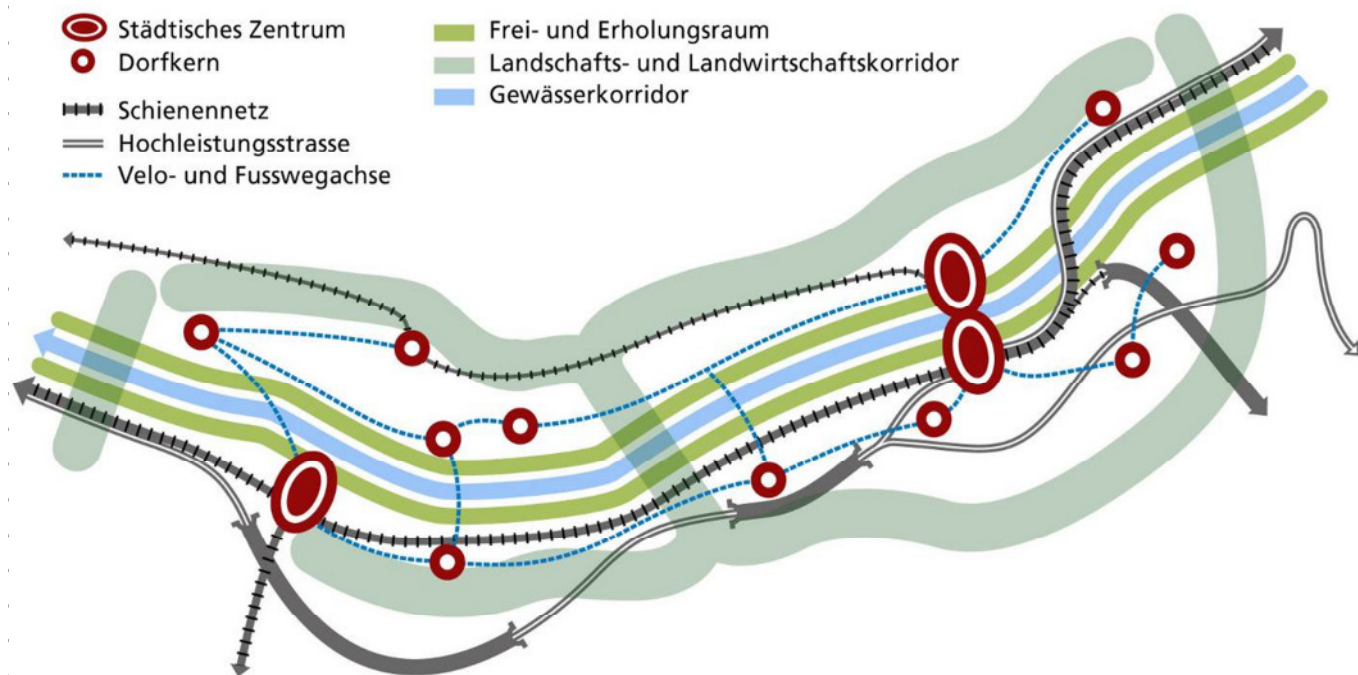 Städtisches Zentrum
Dorfkern
Schienennetz
Hochleistungsstrasse
Velo- und Fusswegachse
Frei- und Erholungsraum
Landschafts- und Landwirtschaftskorridor
Gewässerkorridor